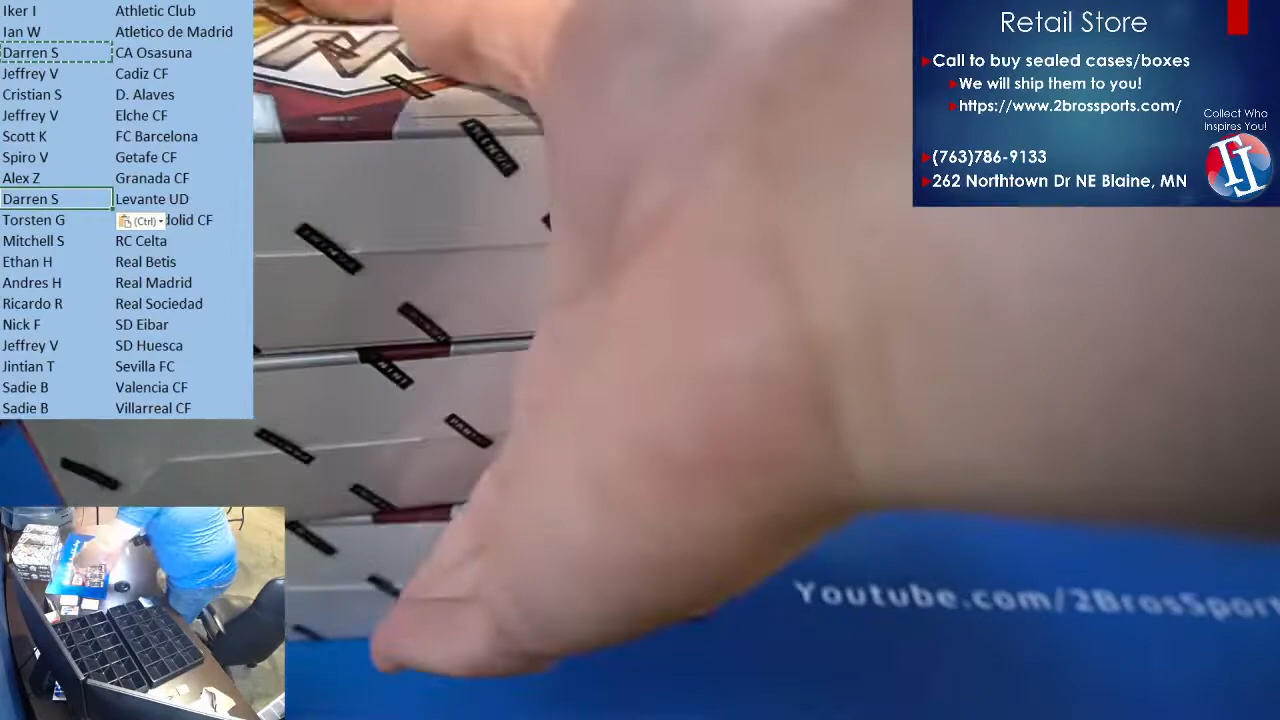 Iker I Athletic Club
Ian W Atletico de Madrid
Darren S CA Osasuna
Jeffrey V Cadiz CF
Cristian S D. Alaves
Jeffrey V Elche CF
Scott K FC Barcelona
Spiro V Getafe CF
Alex Z Granada CF
Darren S Levante UD
Torsten G (Ctrl) dolid CF
Mitchell S RC Celta
Ethan H Real Betis
Andres H Real Madrid
Ricardo R Real Sociedad
Nick F SD Eibar
Jeffrey V SD Huesca
Jintian T Sevilla FC
Sadie B Valencia CF
Sadie B Villarreal CF
Retail Store
Call to buy sealed cases/boxes
We will ship them to you!
https://www.2brossports.com/
Collect Who
Inspires You!
(763)786-9133
262 Northtown Dr NE Blaine, MN
Youtube.com/2BrosSport